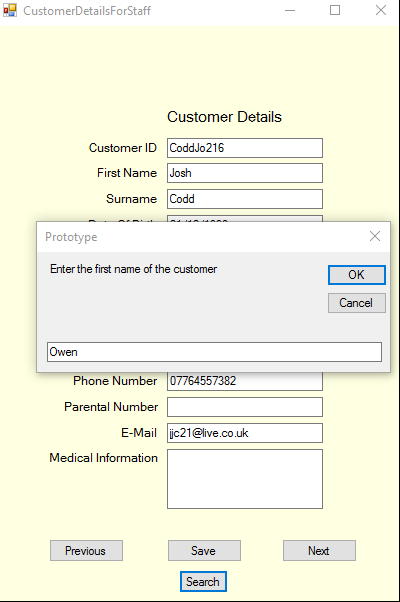 CustomerDetailsForStaff
Customer Details
Customer ID CoddJo216
First Name Josh
Surname Codd
Prototype
Enter the first name of the customer
OK
Cancel
Owen
Phone Number 07764557382
Parental Number
E-Mail jjc21@live.co.uk
Medical Information
Previous Save Next
Search